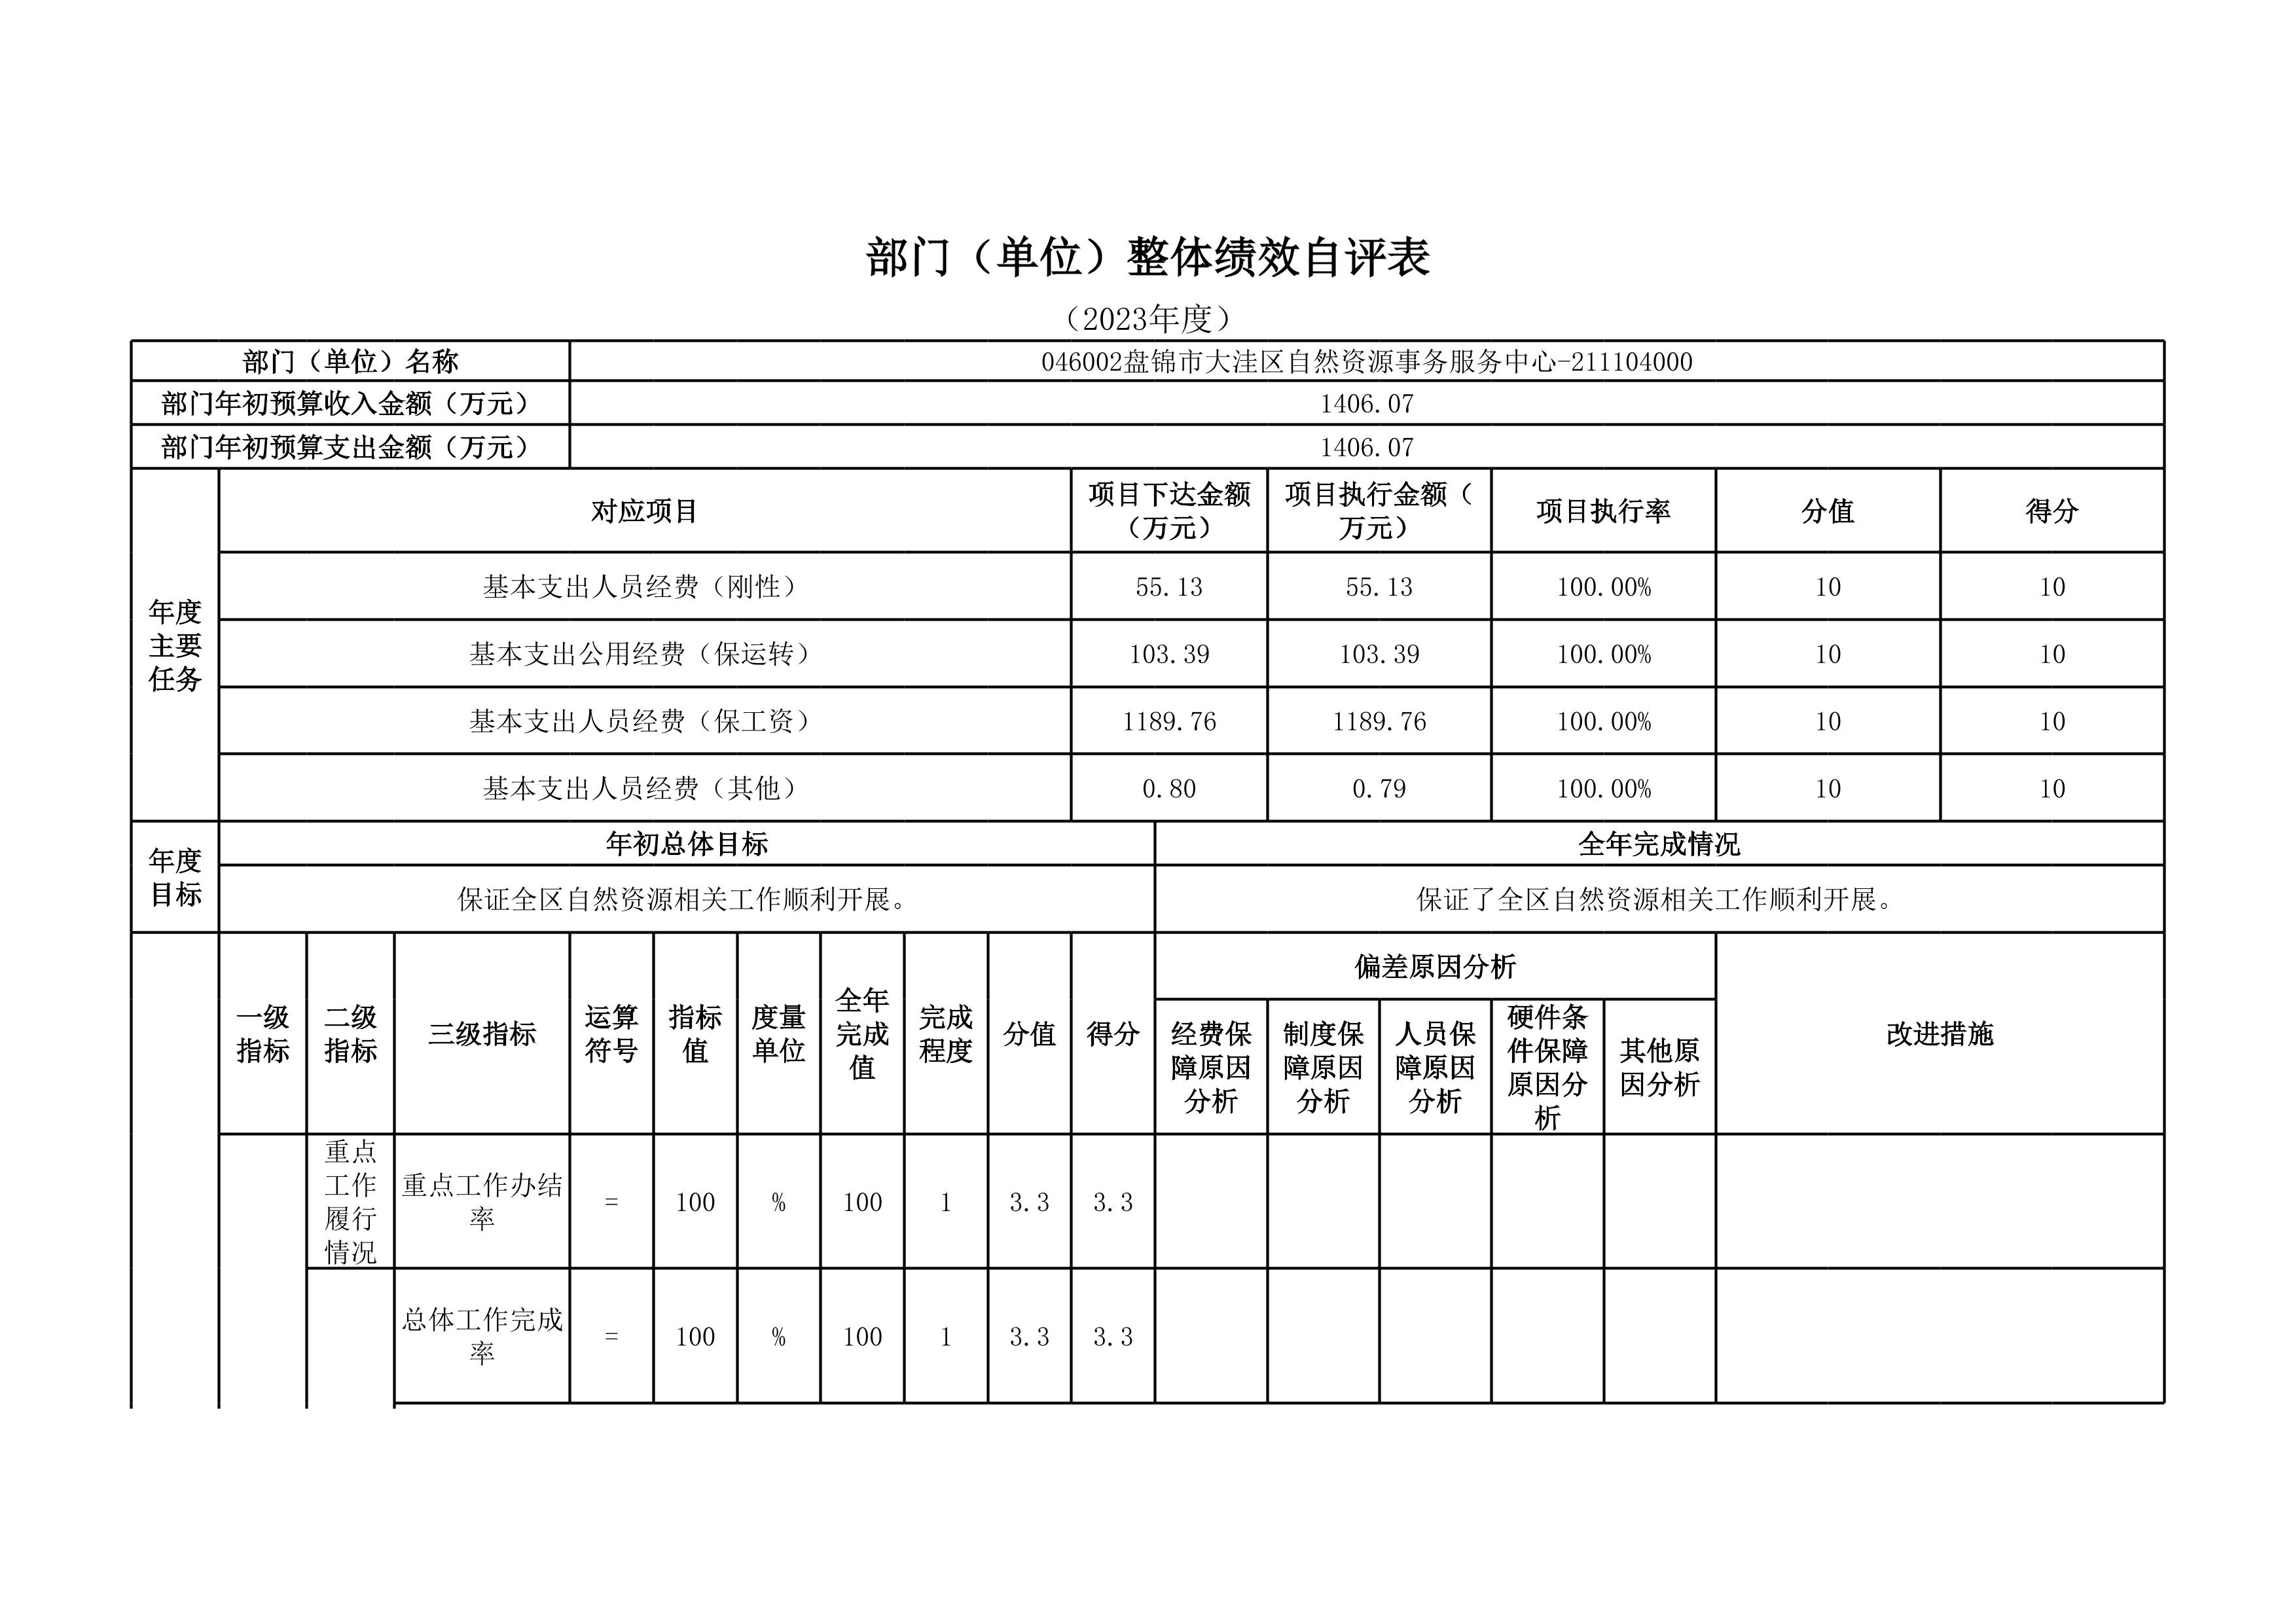 部门（单位）整体绩效自评表
（2023年度）
部门（单位）名称 046002盘锦市大洼区自然资源事务服务中心-211104000
部门年初预算收入金额（万元） 1406.07
部门年初预算支出金额（万元） 1406.07
年度主要任务 对应项目 项目下达金额（万元） 项目执行金额（万元） 项目执行率 分值 得分
基本支出人员经费（刚性） 55.13 55.13 100.00% 10 10
基本支出公用经费（保运转） 103.39 103.39 100.00% 10 10
基本支出人员经费（保工资） 1189.76 1189.76 100.00% 10 10
基本支出人员经费（其他） 0.80 0.79 100.00% 10 10
年度目标 年初总体目标 全年完成情况
保证全区自然资源相关工作顺利开展。 保证了全区自然资源相关工作顺利开展。
一级指标 二级指标 三级指标 运算符号 指标值 度量单位 全年完成值 完成程度 分值 得分 偏差原因分析 改进措施
经费保障原因分析 制度保障原因分析 人员保障原因分析 硬件条件保障原因分析 其他原因分析
重点工作履行情况 重点工作办结率 = 100 % 100 1 3.3 3.3
总体工作完成率 = 100 % 100 1 3.3 3.3